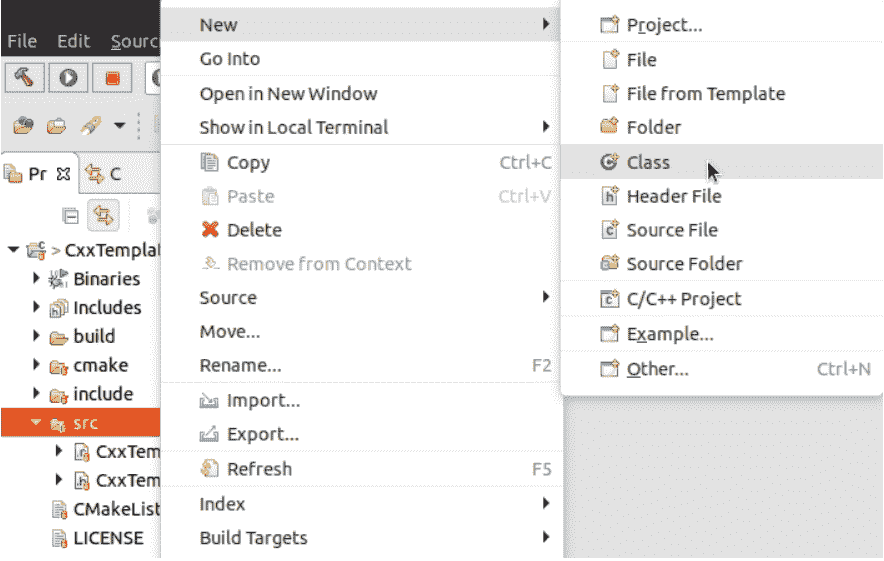 File Edit Sourc
Pr C
> CxxTempla
Binaries
Includes
build
cmake
include
src
CxxTem
CxxTem
CMakeList
LICENSE
New
Go Into
Open in New Window
Show in Local Terminal
Copy Ctrl+C
Paste Ctrl+V
Delete
Remove from Context
Source
Move...
Rename... F2
Import...
Export...
Refresh F5
Index
Build Targets
Project...
File
File from Template
Folder
Class
Header File
Source File
Source Folder
C/C++ Project
Example...
Other... Ctrl+N